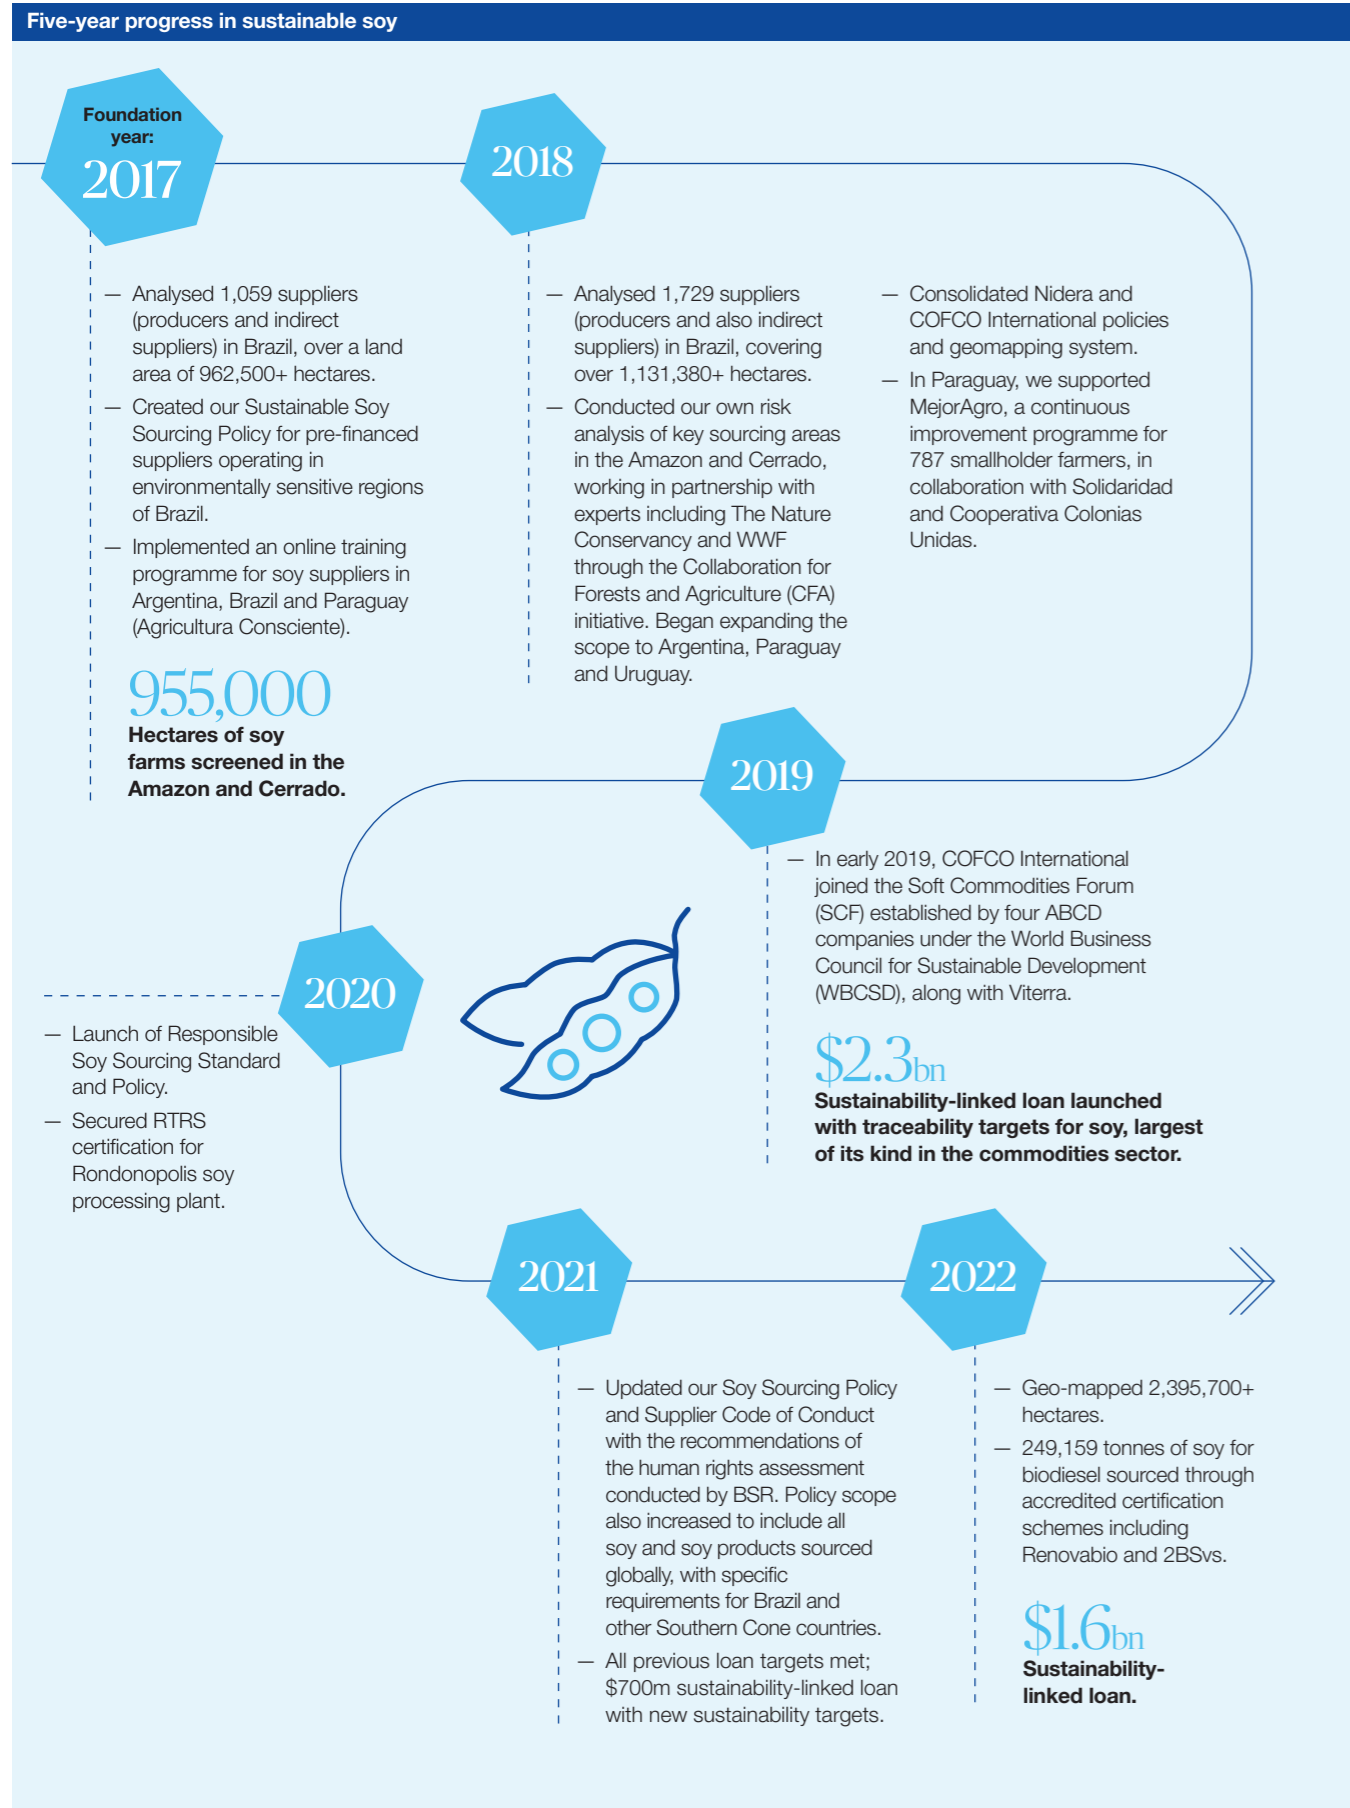 Five-year progress in sustainable soy
Foundation
year:
2017
— Analysed 1,059 suppliers
(producers and indirect
suppliers) in Brazil, over a land
area of 962,500+ hectares.
— Created our Sustainable Soy
Sourcing Policy for pre-financed
suppliers operating in
environmentally sensitive regions
of Brazil.
— Implemented an online training
programme for soy suppliers in
Argentina, Brazil and Paraguay
(Agricultura Consciente).
955,000
Hectares of soy
farms screened in the
Amazon and Cerrado.
2018
— Analysed 1,729 suppliers
(producers and also indirect
suppliers) in Brazil, covering
over 1,131,380+ hectares.
— Conducted our own risk
analysis of key sourcing areas
in the Amazon and Cerrado,
working in partnership with
experts including The Nature
Conservancy and WWF
through the Collaboration for
Forests and Agriculture (CFA)
initiative. Began expanding the
scope to Argentina, Paraguay
and Uruguay.
— Consolidated Nidera and
COFCO International policies
and geomapping system.
— In Paraguay, we supported
MejorAgro, a continuous
improvement programme for
787 smallholder farmers, in
collaboration with Solidaridad
and Cooperativa Colonias
Unidas.
2019
— In early 2019, COFCO International
joined the Soft Commodities Forum
(SCF) established by four ABCD
companies under the World Business
Council for Sustainable Development
(WBCSD), along with Viterra.
$2.3bn
Sustainability-linked loan launched
with traceability targets for soy, largest
of its kind in the commodities sector.
2020
— Launch of Responsible
Soy Sourcing Standard
and Policy.
— Secured RTRS
certification for
Rondonopolis soy
processing plant.
2021
— Updated our Soy Sourcing Policy
and Supplier Code of Conduct
with the recommendations of
the human rights assessment
conducted by BSR. Policy scope
also increased to include all
soy and soy products sourced
globally, with specific
requirements for Brazil and
other Southern Cone countries.
— All previous loan targets met;
$700m sustainability-linked loan
with new sustainability targets.
2022
— Geo-mapped 2,395,700+
hectares.
— 249,159 tonnes of soy for
biodiesel sourced through
accredited certification
schemes including
Renovabio and 2BSvs.
$1.6bn
Sustainability-
linked loan.